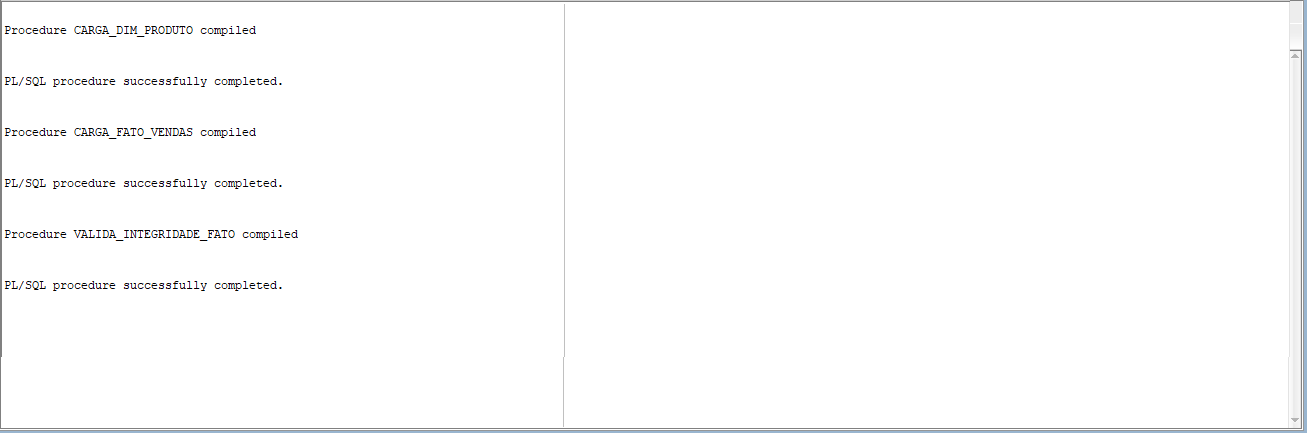 Procedure CARGA_DIM_PRODUTO compiled
PL/SQL procedure successfully completed.
Procedure CARGA_FATO_VENDAS compiled
PL/SQL procedure successfully completed.
Procedure VALIDA_INTEGRIDADE_FATO compiled
PL/SQL procedure successfully completed.